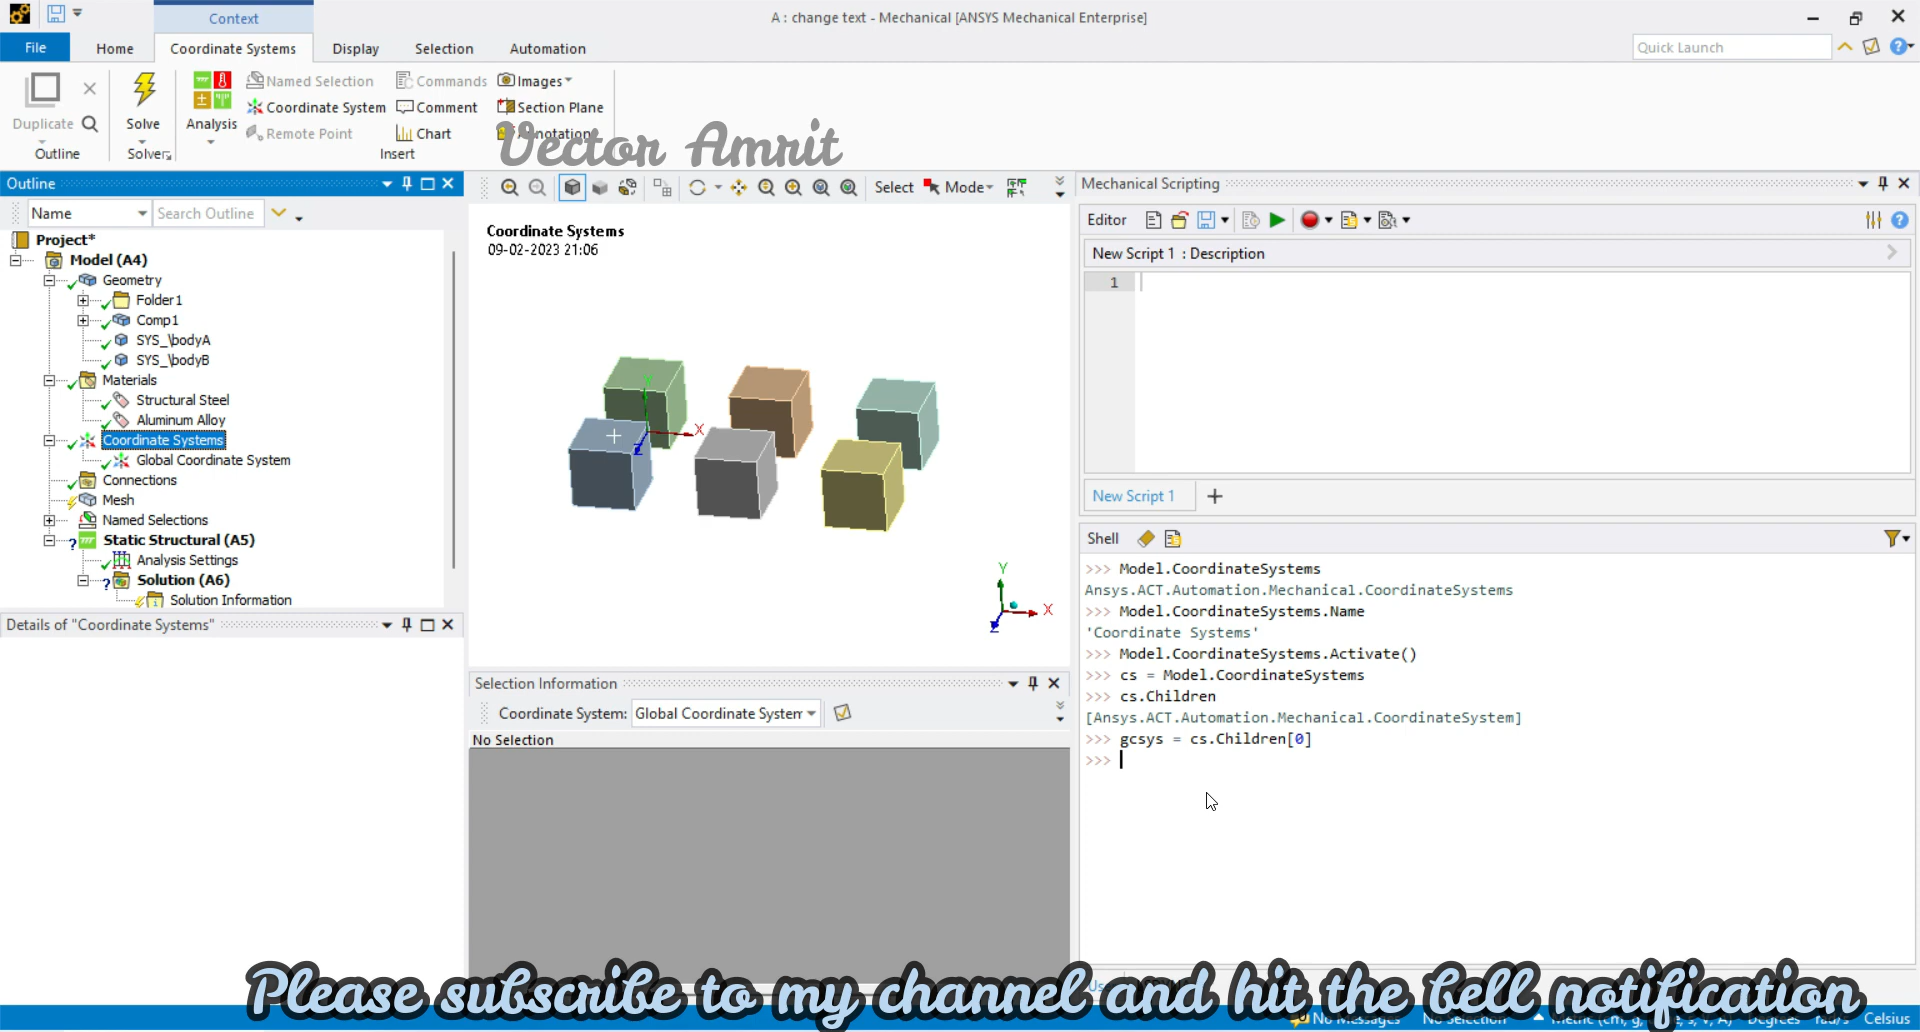 Context
A : change text - Mechanical [ANSYS Mechanical Enterprise]
File
Home
Coordinate Systems
Display
Selection
Automation
Quick Launch
Duplicate
Outline
Solve
Solver
Analysis
Named Selection
Coordinate System
Remote Point
Commands
Comment
Chart
Insert
Images
Section Plane
Annotation
Vector Amrit
Outline
Name
Search Outline
Project*
Model (A4)
Geometry
Folder1
Comp1
SYS_\bodyA
SYS_\bodyB
Materials
Structural Steel
Aluminum Alloy
Coordinate Systems
Global Coordinate System
Connections
Mesh
Named Selections
Static Structural (A5)
Analysis Settings
Solution (A6)
Solution Information
Details of "Coordinate Systems"
Select
Mode
Coordinate Systems
09-02-2023 21:06
Y
X
Z
Y
X
Z
Selection Information
Coordinate System:
Global Coordinate System
No Selection
Mechanical Scripting
Editor
New Script 1 : Description
1
New Script 1
Shell
>>> Model.CoordinateSystems
Ansys.ACT.Automation.Mechanical.CoordinateSystems
>>> Model.CoordinateSystems.Name
'Coordinate Systems'
>>> Model.CoordinateSystems.Activate()
>>> cs = Model.CoordinateSystems
>>> cs.Children
[Ansys.ACT.Automation.Mechanical.CoordinateSystem]
>>> gcsys = cs.Children[0]
>>>
Please subscribe to my channel and hit the bell notification
No Messages
No Selection
Degrees
rad/s
Celsius